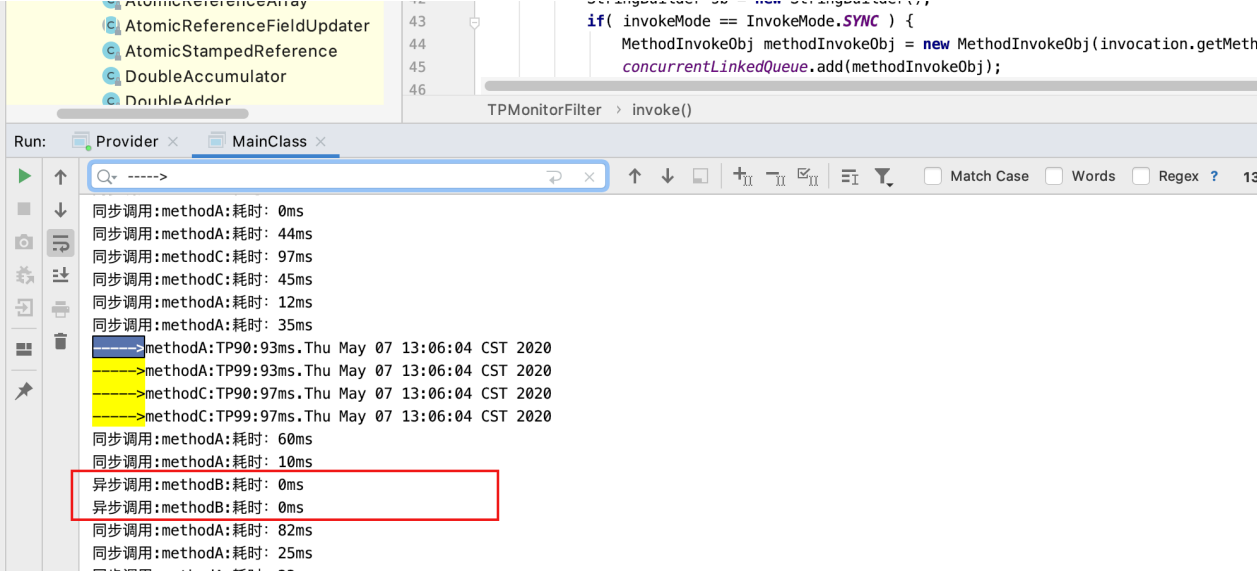 AtomicReferenceArray
AtomicReferenceFieldUpdater
AtomicStampedReference
DoubleAccumulator
DoubleAdder
43 if( invokeMode == InvokeMode.SYNC ) {
44 MethodInvokeObj methodInvokeObj = new MethodInvokeObj(invocation.getMeth
45 concurrentLinkedQueue.add(methodInvokeObj);
46
TPMonitorFilter › invoke()
Run: Provider × MainClass ×
-----> Match Case Words Regex ? 13
同步调用:methodA:耗时：0ms
同步调用:methodA:耗时：44ms
同步调用:methodC:耗时：97ms
同步调用:methodC:耗时：45ms
同步调用:methodA:耗时：12ms
同步调用:methodA:耗时：35ms
----->methodA:TP90:93ms.Thu May 07 13:06:04 CST 2020
----->methodA:TP99:93ms.Thu May 07 13:06:04 CST 2020
----->methodC:TP90:97ms.Thu May 07 13:06:04 CST 2020
----->methodC:TP99:97ms.Thu May 07 13:06:04 CST 2020
同步调用:methodA:耗时：60ms
同步调用:methodA:耗时：10ms
异步调用:methodB:耗时：0ms
异步调用:methodB:耗时：0ms
同步调用:methodA:耗时：82ms
同步调用:methodA:耗时：25ms